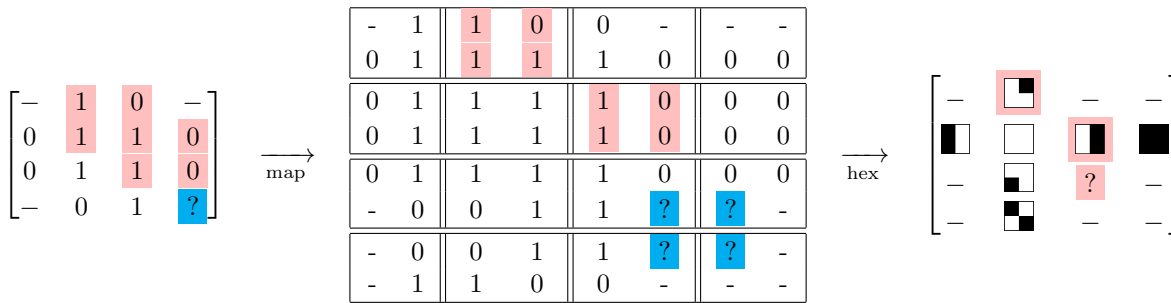 - 1 1 0 0 - - -
0 1 1 1 1 0 0 0
− 1 0 −
0 1 1 0
0 1 1 0
− 0 1 ?
map
0 1 1 1 1 0 0 0
0 1 1 1 1 0 0 0
0 1 1 1 1 0 0 0
- 0 0 1 1 ? ? -
- 0 0 1 1 ? ? -
- 1 1 0 0 - - -
hex
− − −
− ? −
− − −